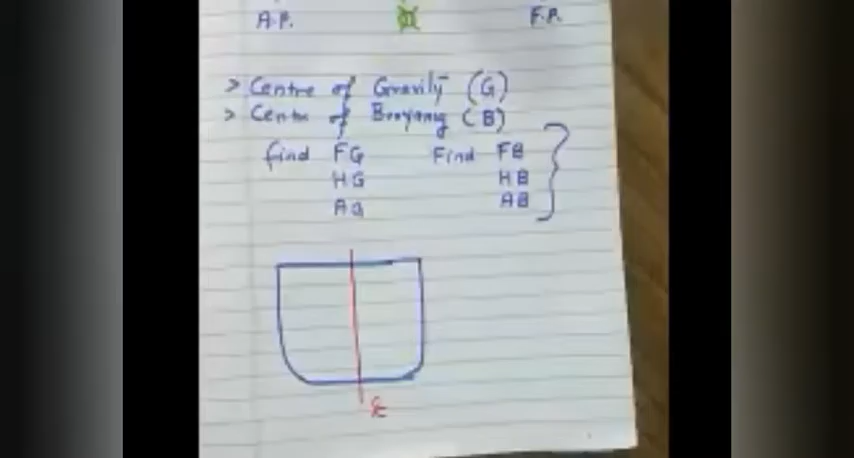 A.P. F.P.
> Centre of Gravity (G)
> Centre of Buoyancy (B)
find FG Find FB
HG HB
AG AB